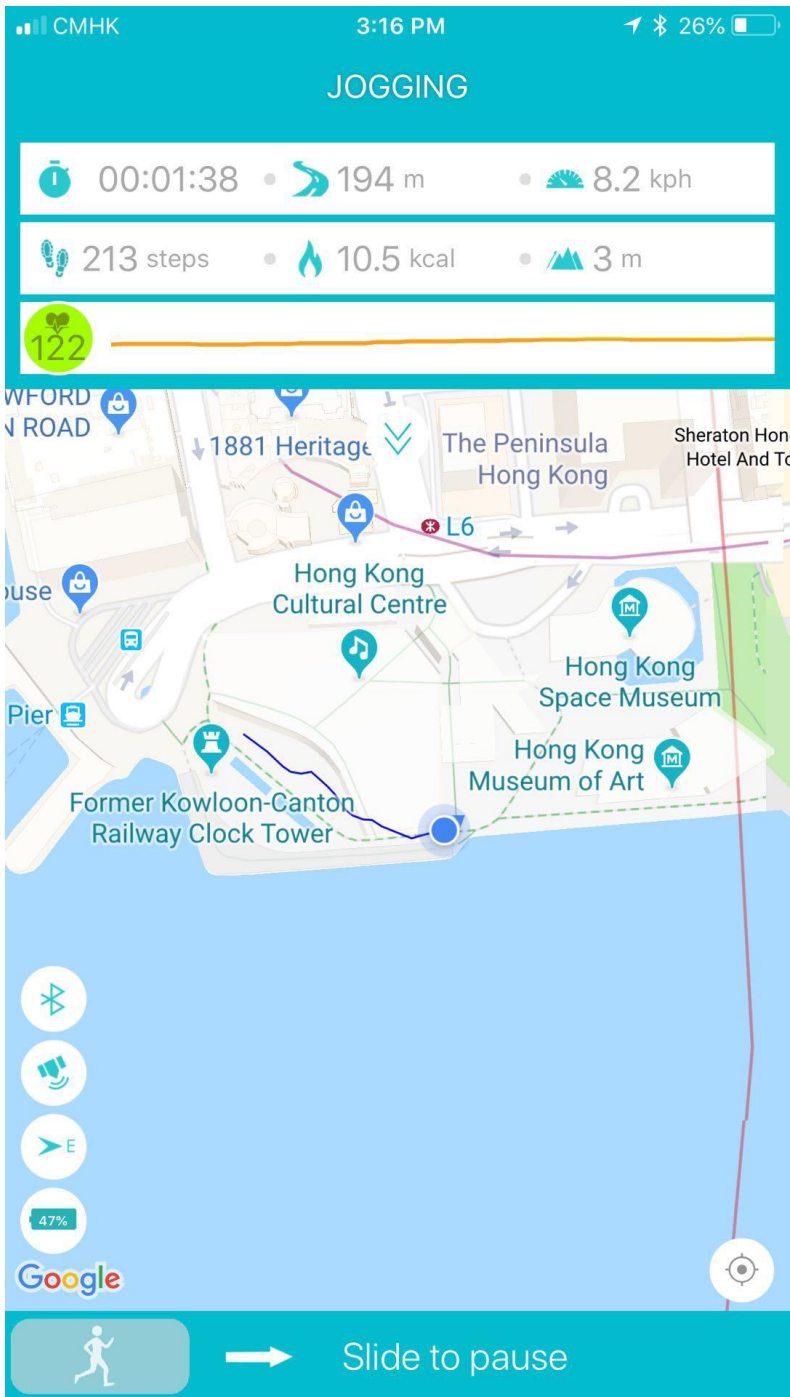 CMHK 3:16 PM 26%
JOGGING
00:01:38 194 m 8.2 kph
213 steps 10.5 kcal 3 m
122
WFORD
N ROAD
1881 Heritage
The Peninsula
Hong Kong
Sheraton Hon
Hotel And To
L6
Hong Kong
Cultural Centre
ouse
M
Hong Kong
Space Museum
Pier
Hong Kong
Museum of Art
M
Former Kowloon-Canton
Railway Clock Tower
E
47%
Google
Slide to pause